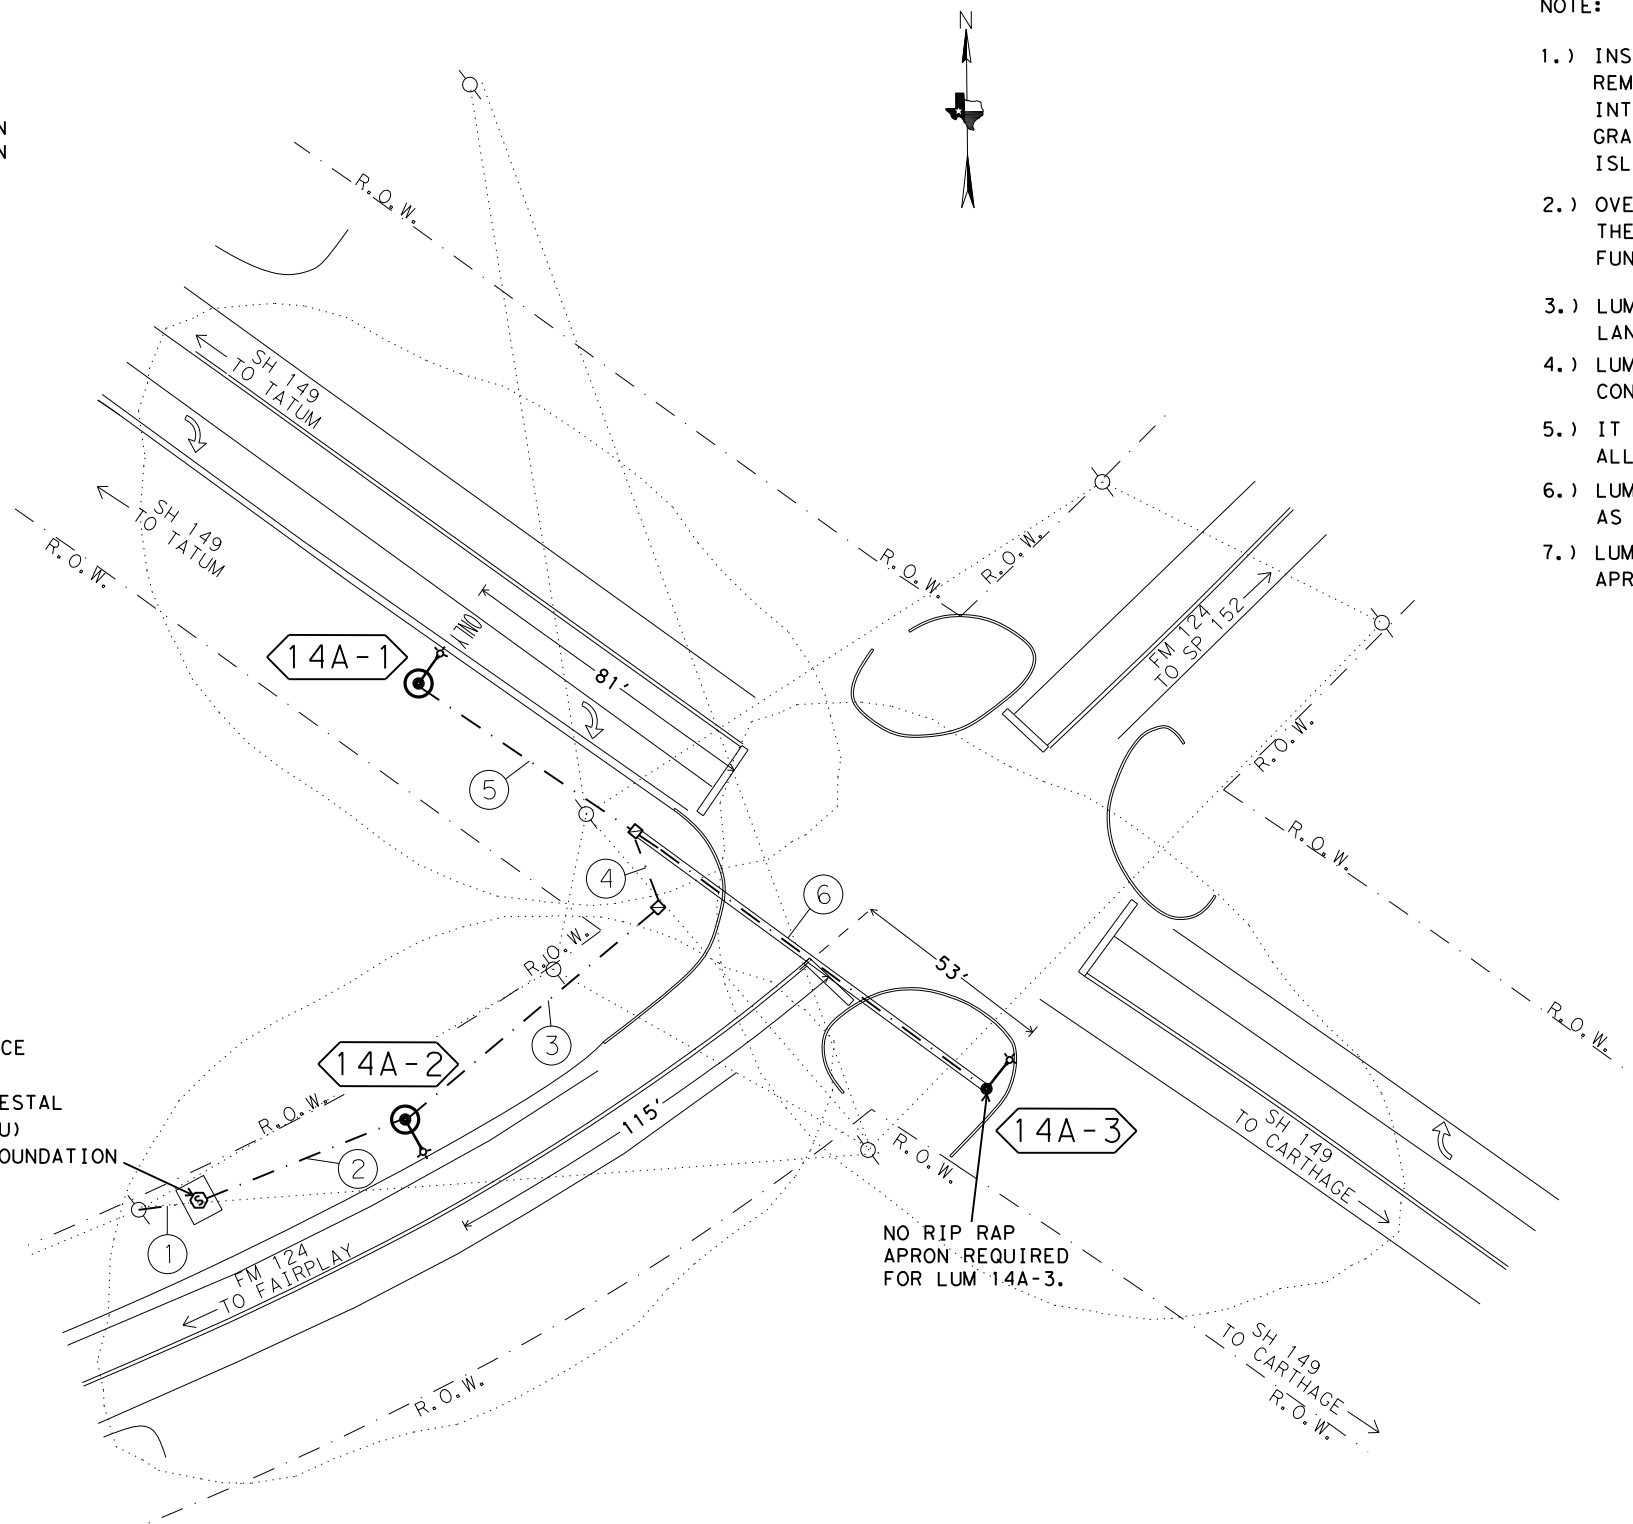 N
NOTE:
1.) INS
REM
INT
GRA
ISL
2.) OVE
THE
FUN
3.) LUM
LAN
4.) LUM
CON
5.) IT
ALL
6.) LUM
AS
7.) LUM
APR
N
N
R.O.W.
SH 149
TO TATUM
SH 149
TO TATUM
R.O.W.
R.O.W.
R.O.W.
FM 124
TO SP 152
ONLY
14A-1
81'
5
R.O.W.
R.O.W.
4
6
R.O.W.
53'
R.O.W.
3
CE
14A-2
ESTAL
U)
OUNDATION
R.O.W.
115'
14A-3
SH 149
TO CARTHAGE
R.O.W.
2
S
1
NO RIP RAP
APRON REQUIRED
FOR LUM 14A-3.
FM 124
TO FAIRPLAY
SH 149
TO CARTHAGE
R.O.W.
R.O.W.